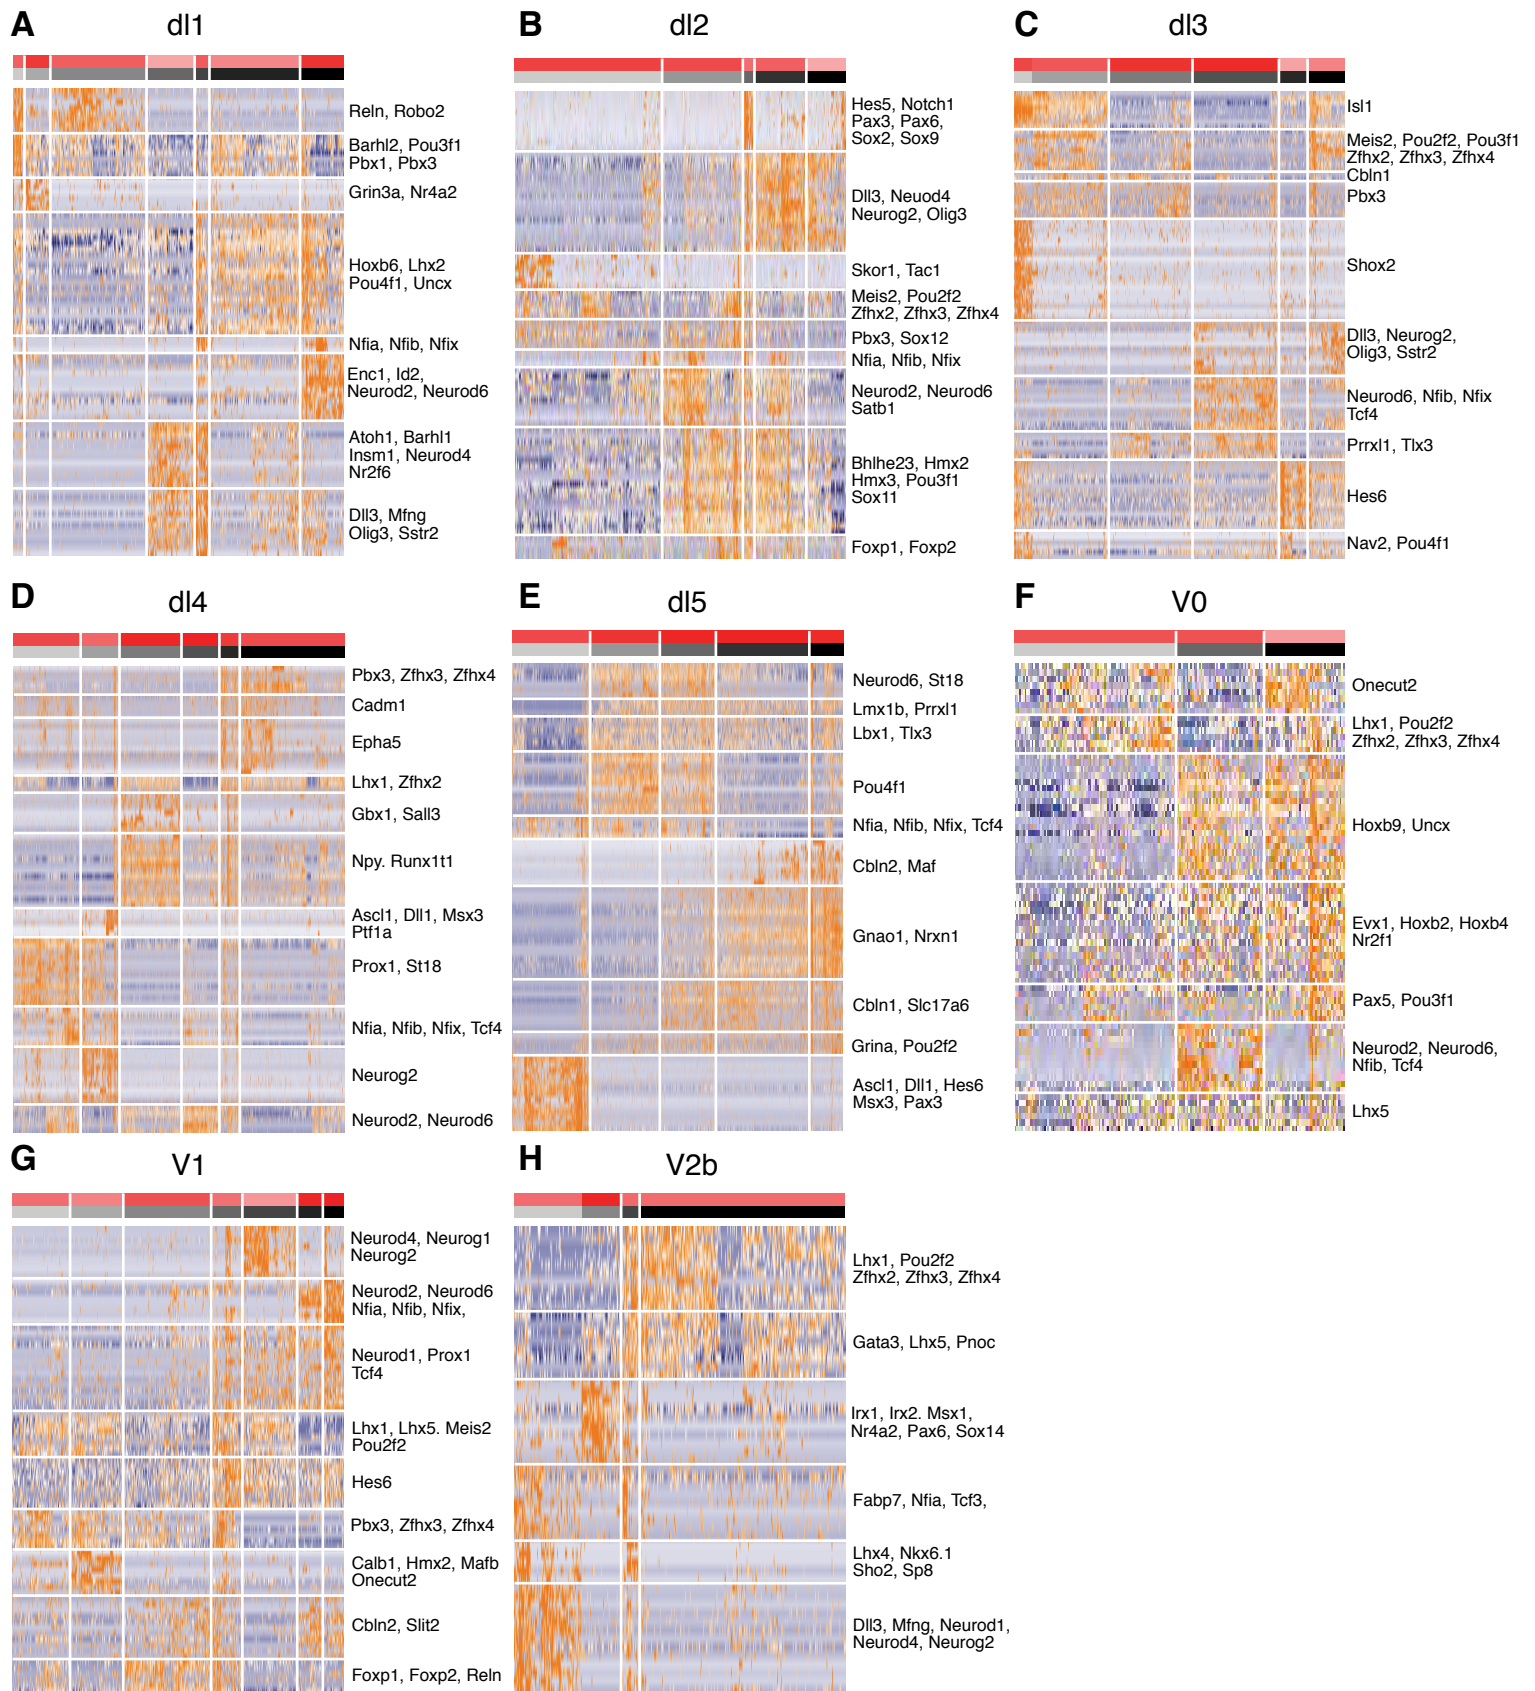 A
dI1
Reln, Robo2
Barhl2, Pou3f1
Pbx1, Pbx3
Grin3a, Nr4a2
Hoxb6, Lhx2
Pou4f1, Uncx
Nfia, Nfib, Nfix
Enc1, Id2,
Neurod2, Neurod6
Atoh1, Barhl1
Insm1, Neurod4
Nr2f6
Dll3, Mfng
Olig3, Sstr2
B
dI2
Hes5, Notch1
Pax3, Pax6,
Sox2, Sox9
Dll3, Neuod4
Neurog2, Olig3
Skor1, Tac1
Meis2, Pou2f2
Zfhx2, Zfhx3, Zfhx4
Pbx3, Sox12
Nfia, Nfib, Nfix
Neurod2, Neurod6
Satb1
Bhlhe23, Hmx2
Hmx3, Pou3f1
Sox11
Foxp1, Foxp2
C
dI3
Isl1
Meis2, Pou2f2, Pou3f1
Zfhx2, Zfhx3, Zfhx4
Cbln1
Pbx3
Shox2
Dll3, Neurog2,
Olig3, Sstr2
Neurod6, Nfib, Nfix
Tcf4
Prrxl1, Tlx3
Hes6
Nav2, Pou4f1
D
dI4
Pbx3, Zfhx3, Zfhx4
Cadm1
Epha5
Lhx1, Zfhx2
Gbx1, Sall3
Npy. Runx1t1
Ascl1, Dll1, Msx3
Ptf1a
Prox1, St18
Nfia, Nfib, Nfix, Tcf4
Neurog2
Neurod2, Neurod6
E
dI5
Neurod6, St18
Lmx1b, Prrxl1
Lbx1, Tlx3
Pou4f1
Nfia, Nfib, Nfix, Tcf4
Cbln2, Maf
Gnao1, Nrxn1
Cbln1, Slc17a6
Grina, Pou2f2
Ascl1, Dll1, Hes6
Msx3, Pax3
F
V0
Onecut2
Lhx1, Pou2f2
Zfhx2, Zfhx3, Zfhx4
Hoxb9, Uncx
Evx1, Hoxb2, Hoxb4
Nr2f1
Pax5, Pou3f1
Neurod2, Neurod6,
Nfib, Tcf4
Lhx5
G
V1
Neurod4, Neurog1
Neurog2
Neurod2, Neurod6
Nfia, Nfib, Nfix,
Neurod1, Prox1
Tcf4
Lhx1, Lhx5. Meis2
Pou2f2
Hes6
Pbx3, Zfhx3, Zfhx4
Calb1, Hmx2, Mafb
Onecut2
Cbln2, Slit2
Foxp1, Foxp2, Reln
H
V2b
Lhx1, Pou2f2
Zfhx2, Zfhx3, Zfhx4
Gata3, Lhx5, Pnoc
Irx1, Irx2. Msx1,
Nr4a2, Pax6, Sox14
Fabp7, Nfia, Tcf3,
Lhx4, Nkx6.1
Sho2, Sp8
Dll3, Mfng, Neurod1,
Neurod4, Neurog2